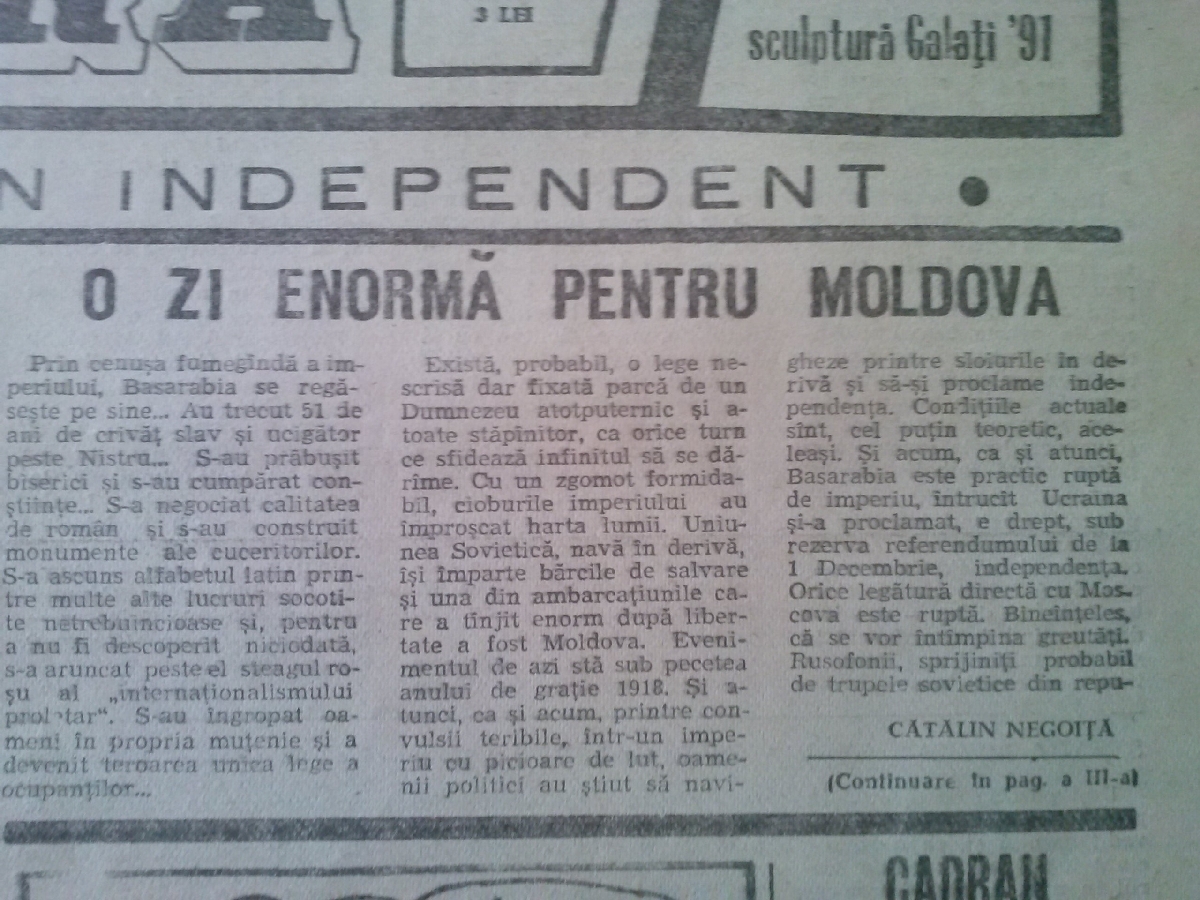 3 LEI
sculptură Galaţi '91
N INDEPENDENT •
O ZI ENORMĂ PENTRU MOLDOVA
Prin cenuşa fumegîndă a im-
periului, Basarabia se regă-
seşte pe sine... Au trecut 51 de
ani de crivăţ slav şi ucigător
peste Nistru... S-au prăbuşit
biserici şi s-au cumpărat con-
ştiinţe... S-a negociat calitatea
de român şi s-au construit
monumente ale cuceritorilor.
S-a ascuns alfabetul latin prin-
tre multe alte lucruri socoti-
te netrebuincioase şi, pentru
a nu fi descoperit niciodată,
s-a aruncat peste el steagul ro-
şu al „internaţionalismului
proletar“. S-au îngropat oa-
meni în propria muţenie şi a
devenit teroarea unica lege a
ocupanţilor...
Există, probabil, o lege ne-
scrisă dar fixată parcă de un
Dumnezeu atotputernic şi a-
toate stăpînitor, ca orice turn
ce sfidează infinitul să se dă-
rîme. Cu un zgomot formida-
bil, cioburile imperiului au
împroşcat harta lumii. Uniu-
nea Sovietică, navă în derivă,
îşi împarte bărcile de salvare
şi una din ambarcaţiunile ca-
re a tînjit enorm după liber-
tate a fost Moldova. Eveni-
mentul de azi stă sub pecetea
anului de graţie 1918. Şi a-
tunci, ca şi acum, printre con-
vulsii teribile, într-un impe-
riu cu picioare de lut, oame-
nii politici au ştiut să navi-
gheze printre sloiurile în de-
rivă şi să-şi proclame inde-
pendenţa. Condiţiile actuale
sînt, cel puţin teoretic, ace-
leaşi. Şi acum, ca şi atunci,
Basarabia este practic ruptă
de imperiu, întrucît Ucraina
şi-a proclamat, e drept, sub
rezerva referendumului de la
1 Decembrie, independenţa.
Orice legătură directă cu Mos-
cova este ruptă. Bineînţeles,
că se vor întîmpina greutăţi.
Rusofonii, sprijiniţi probabil
de trupele sovietice din repu-
CĂTĂLIN NEGOIŢĂ
(Continuare în pag. a III-a)
CADRAN